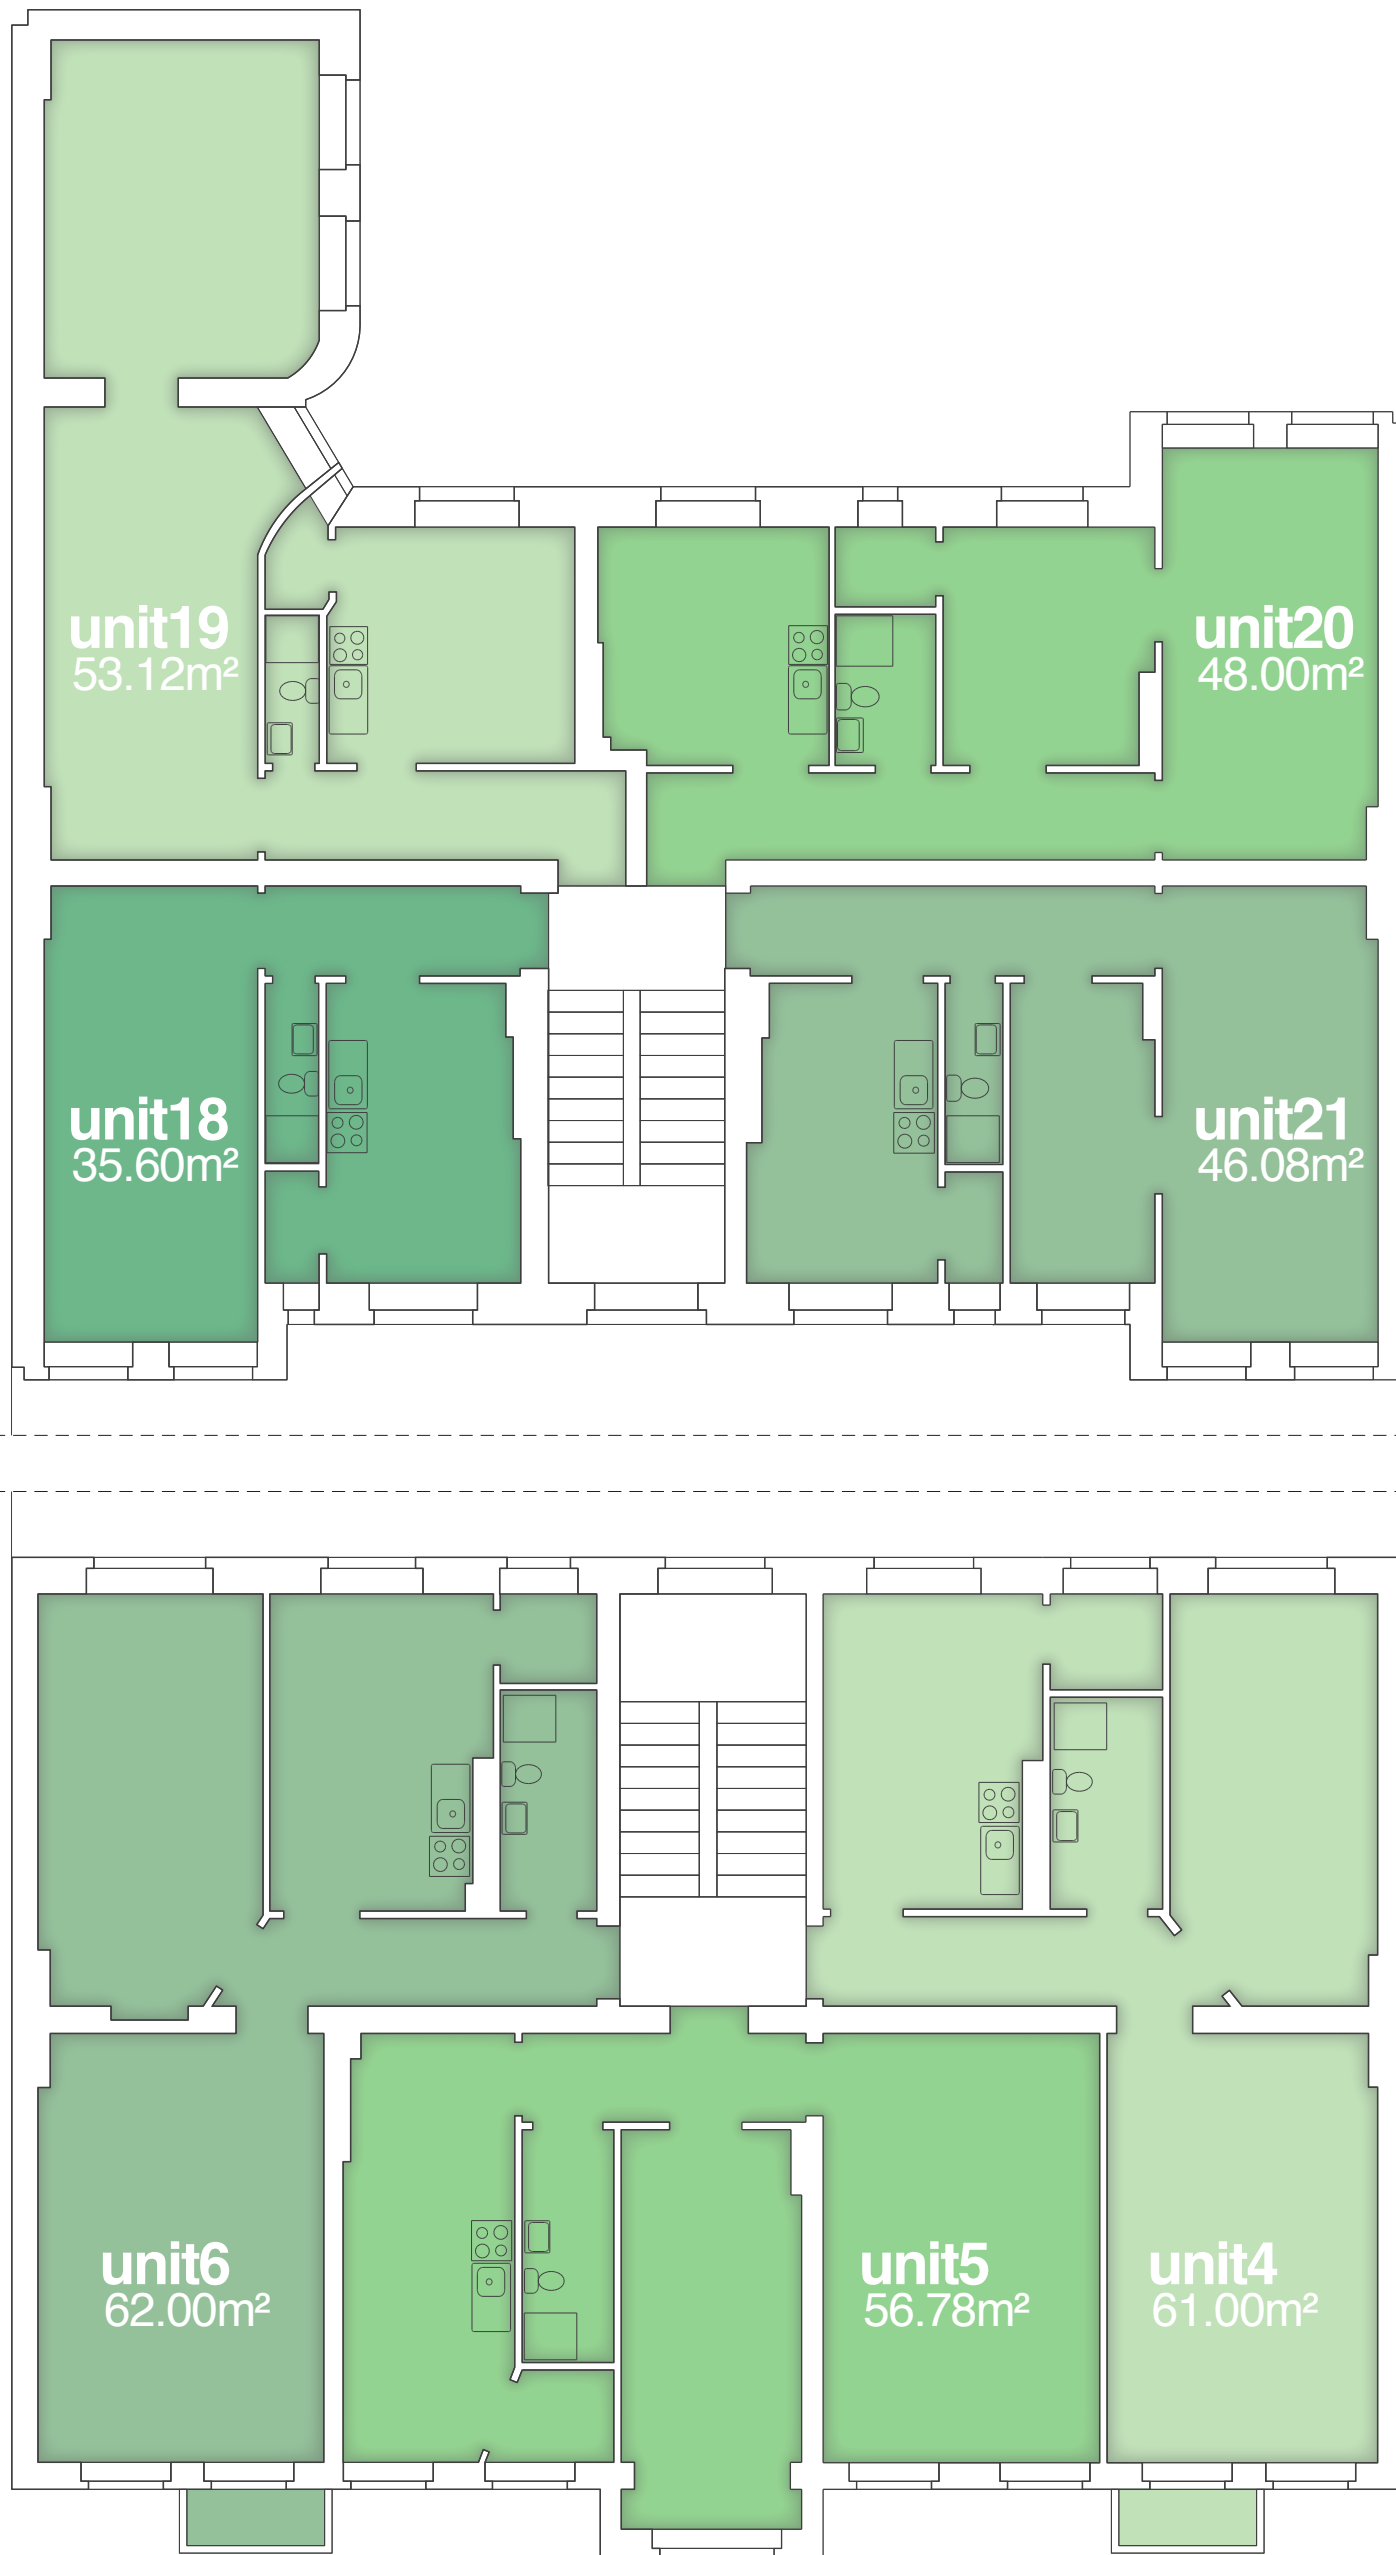 unit19
53.12m²
unit20
48.00m²
unit18
35.60m²
unit21
46.08m²
unit6
62.00m²
unit5
56.78m²
unit4
61.00m²